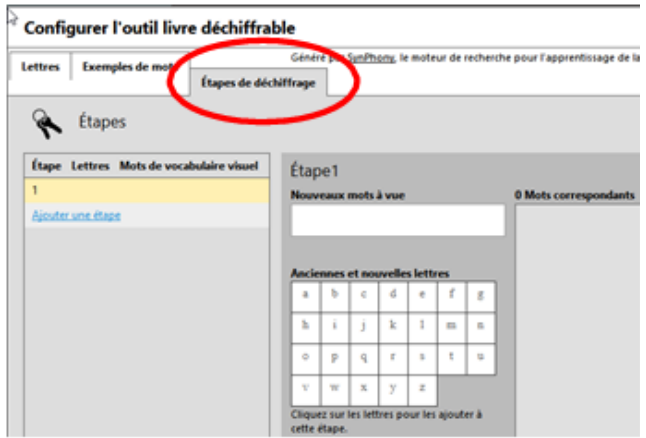 Configurer l'outil livre déchiffrable
Généré par SynPhony, le moteur de recherche pour l'apprentissage de la
Lettres Exemples de mot
Étapes de déchiffrage
Étapes
Étape Lettres Mots de vocabulaire visuel
1
Ajouter une étape
Étape1
Nouveaux mots à vue
0 Mots correspondants
Anciennes et nouvelles lettres
a b c d e f g
h i j k l m n
o p q r s t u
v w x y z
Cliquez sur les lettres pour les ajouter à
cette étape.